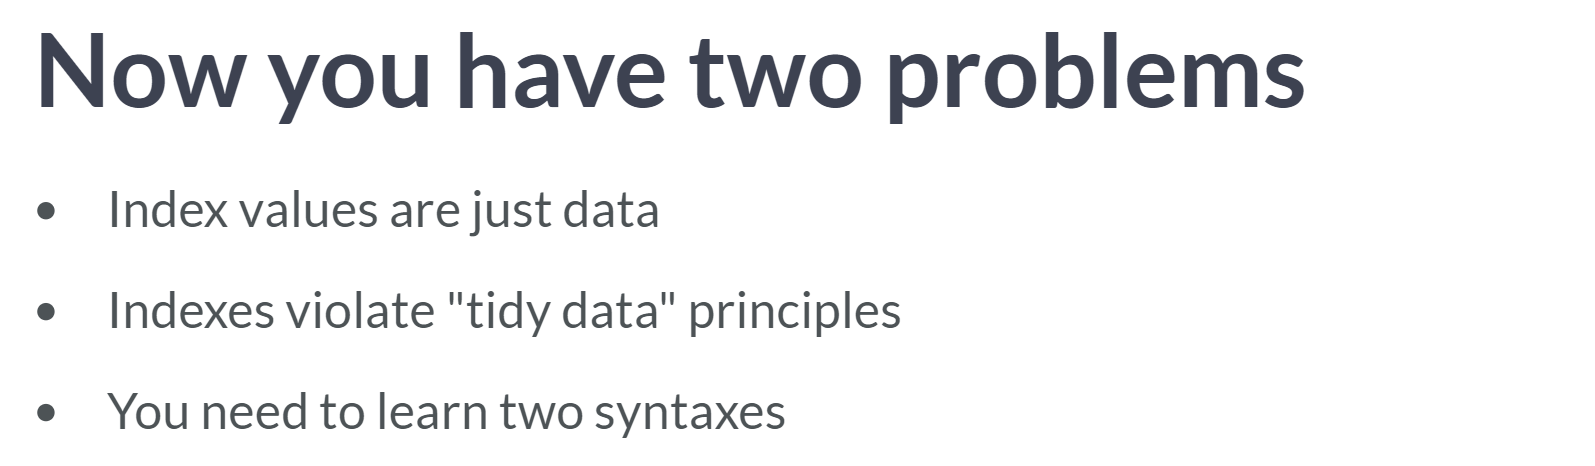 Now you have two problems
• Index values are just data
• Indexes violate "tidy data" principles
• You need to learn two syntaxes